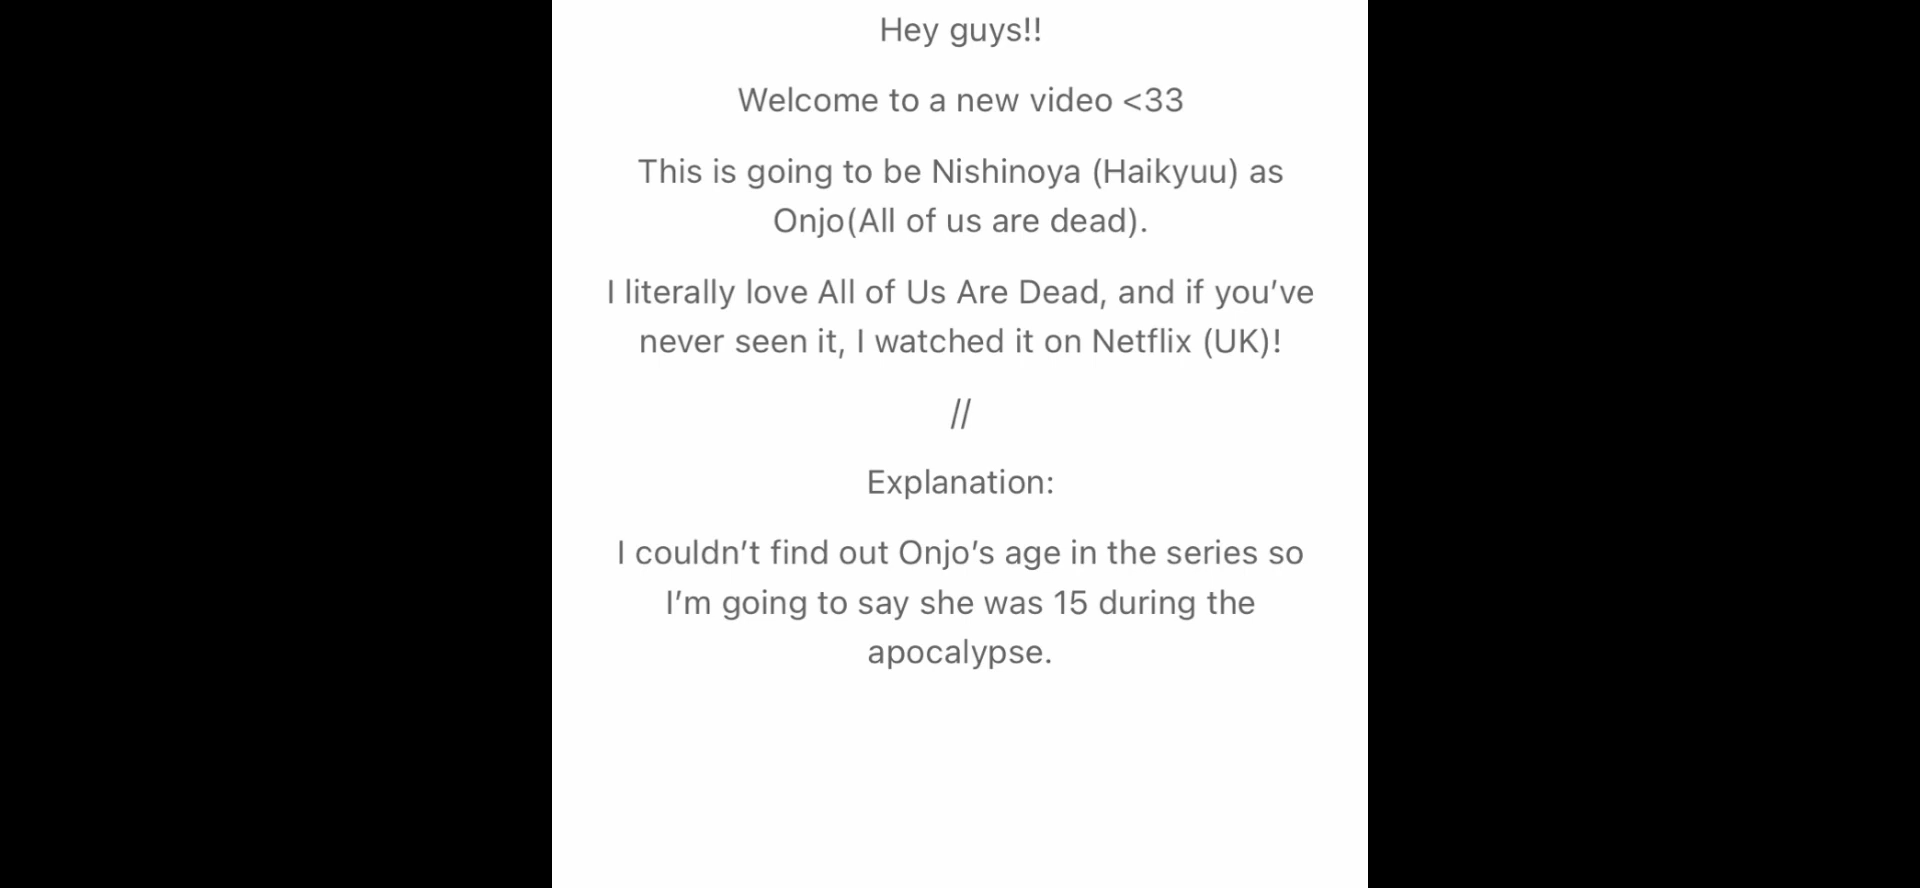 Hey guys!!
Welcome to a new video <33
This is going to be Nishinoya (Haikyuu) as
Onjo(All of us are dead).
I literally love All of Us Are Dead, and if you’ve
never seen it, I watched it on Netflix (UK)!
//
Explanation:
I couldn’t find out Onjo’s age in the series so
I’m going to say she was 15 during the
apocalypse.